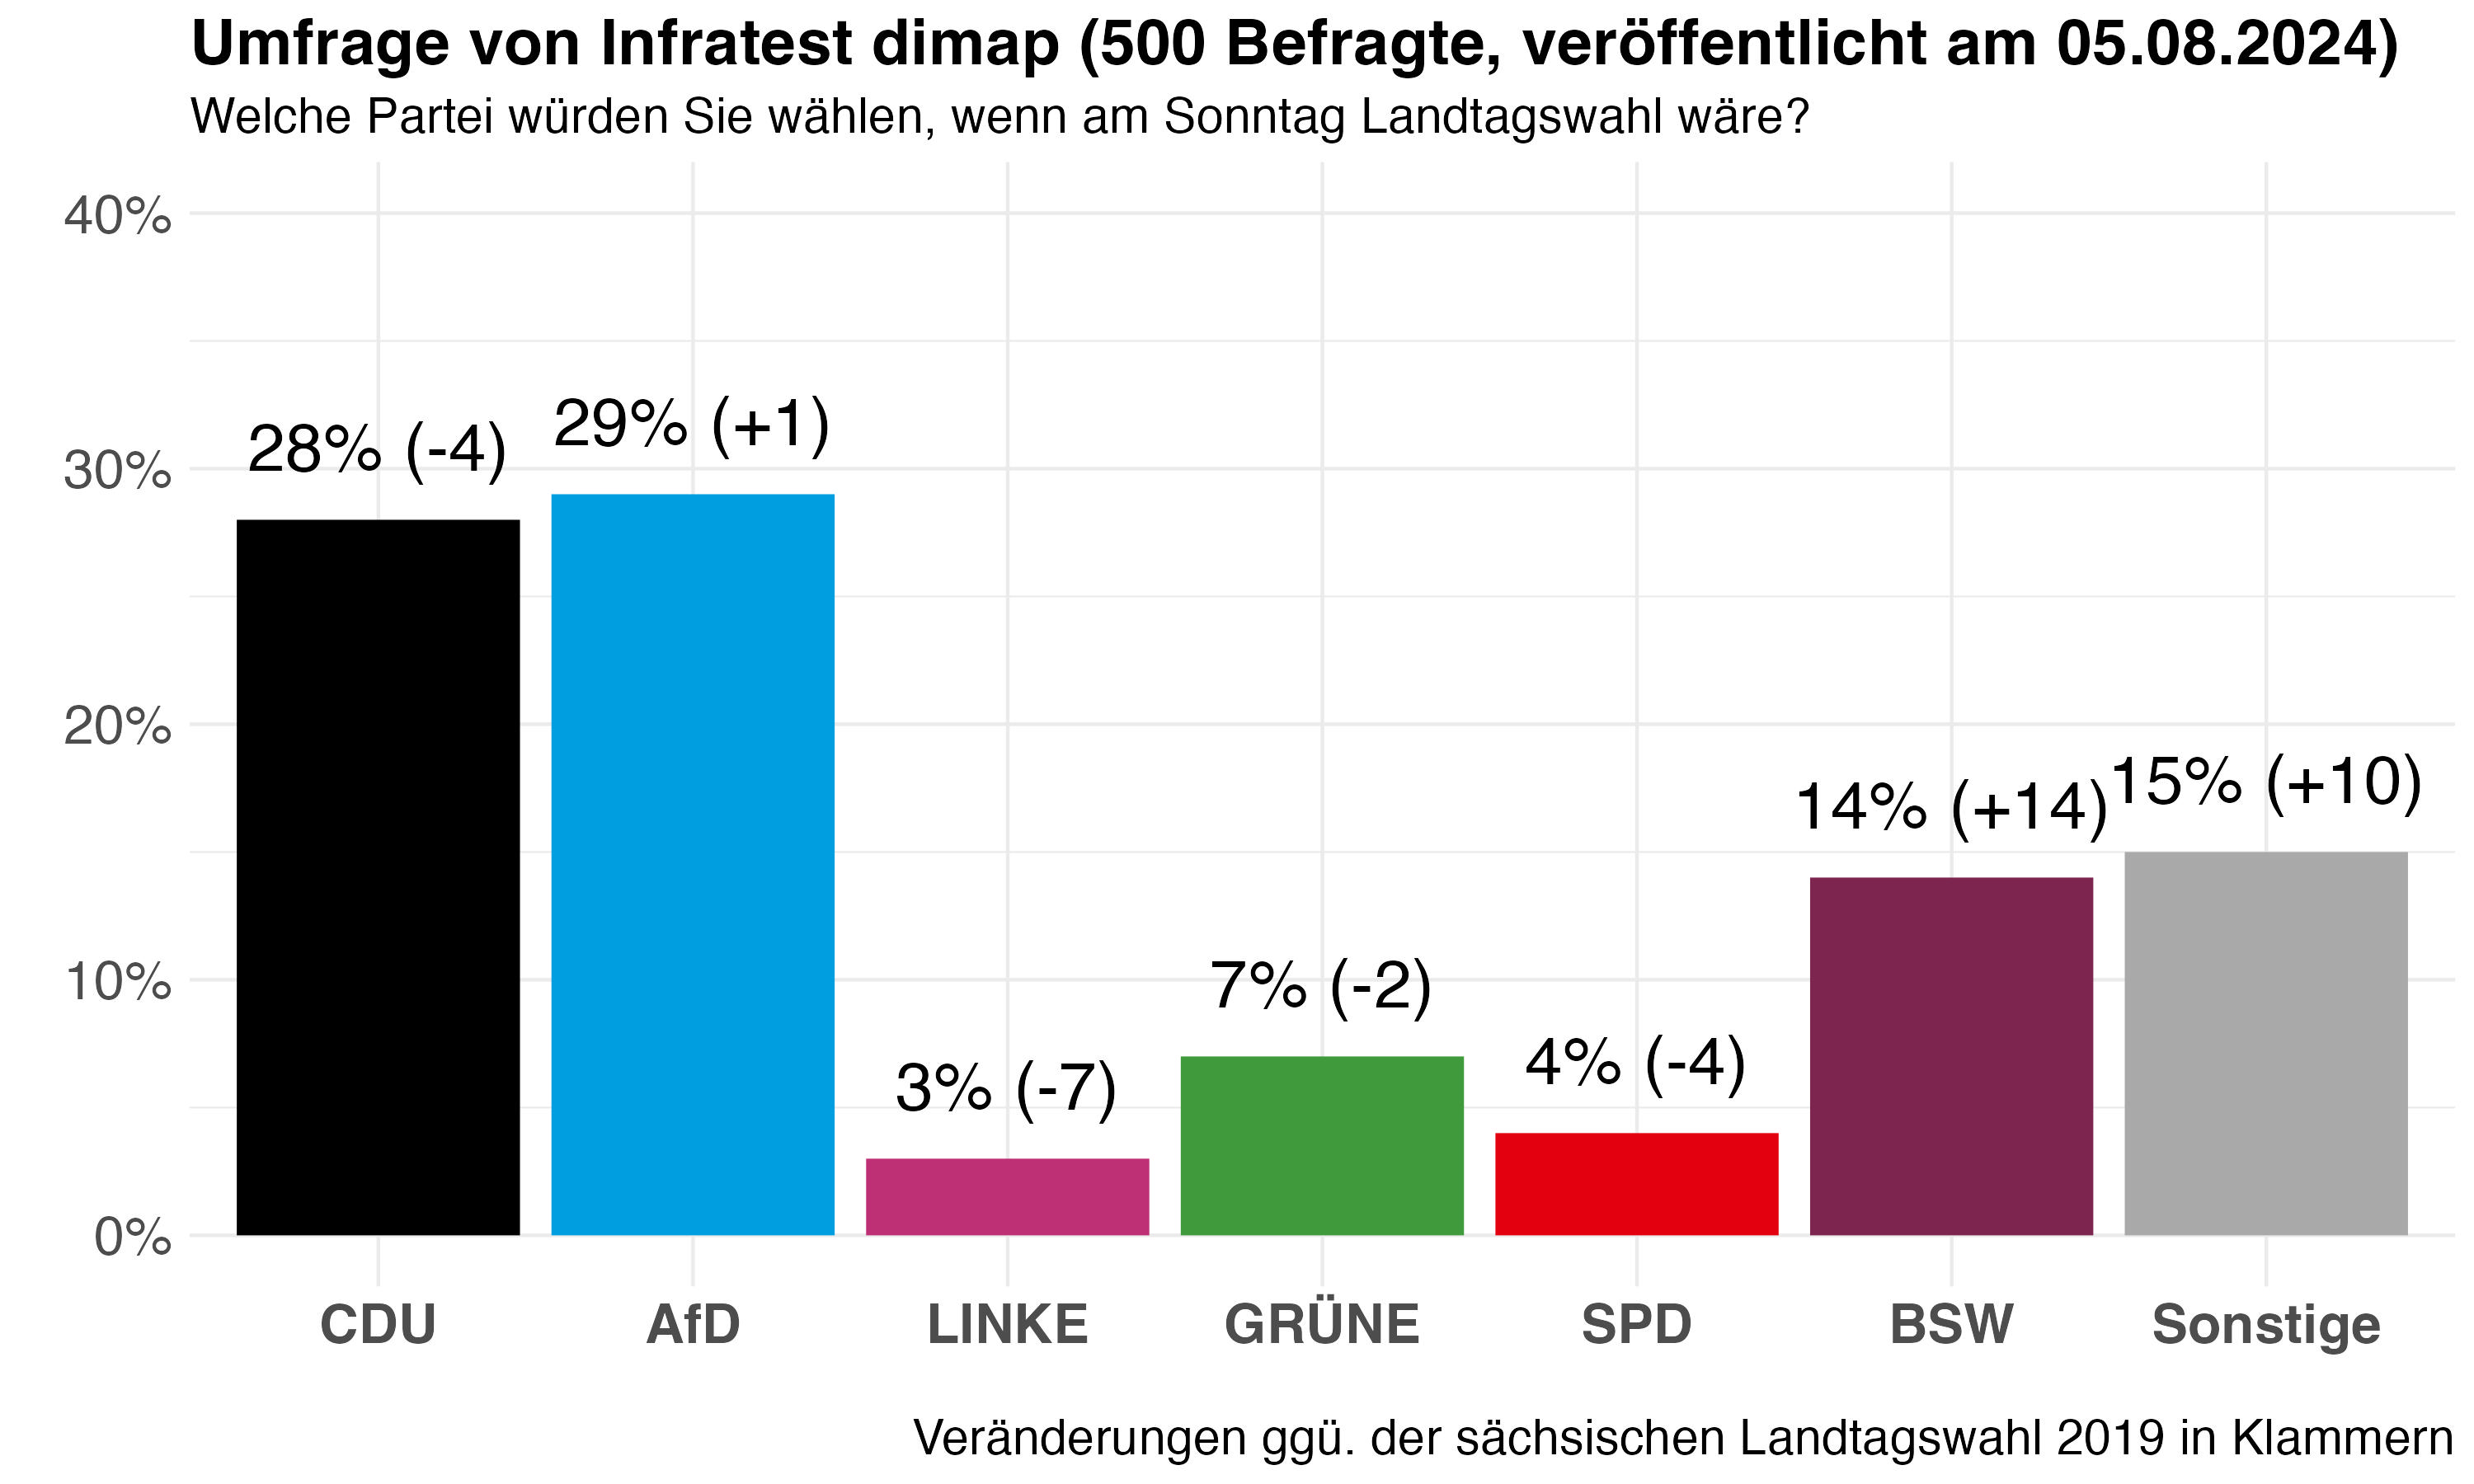 Umfrage von Infratest dimap (500 Befragte, veröffentlicht am 05.08.2024)
Welche Partei würden Sie wählen, wenn am Sonntag Landtagswahl wäre?
40%
30%
20%
10%
0%
28% (-4)
29% (+1)
3% (-7)
7% (-2)
4% (-4)
14% (+14)
15% (+10)
CDU
AfD
LINKE
GRÜNE
SPD
BSW
Sonstige
Veränderungen ggü. der sächsischen Landtagswahl 2019 in Klammern